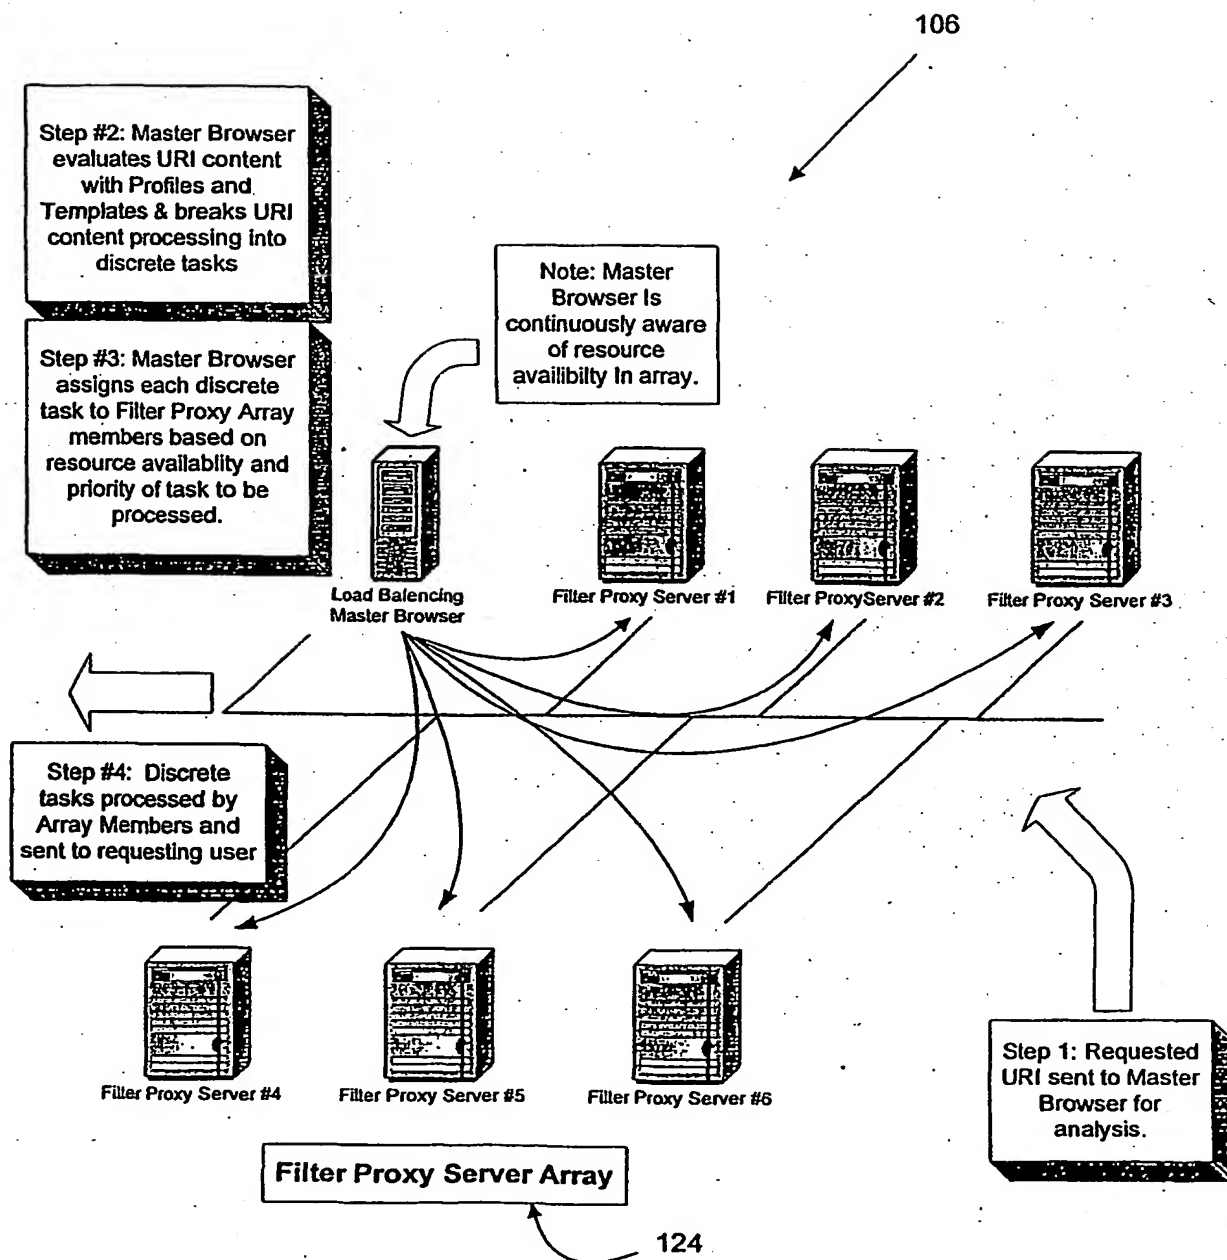 106
Step #2: Master Browser
evaluates URI content
with Profiles and
Templates & breaks URI
content processing into
discrete tasks
Note: Master
Browser Is
continuously aware
of resource
availibilty In array.
Step #3: Master Browser
assigns each discrete
task to Filter Proxy Array
members based on
resource availablity and
priority of task to be
processed.
Load Balencing
Master Browser
Filter Proxy Server #1
Filter ProxyServer #2
Filter Proxy Server #3
Step #4: Discrete
tasks processed by
Array Members and
sent to requesting user
Filter Proxy Server #4
Filter Proxy Server #5
Filter Proxy Server #6
Step 1: Requested
URI sent to Master
Browser for
analysis.
Filter Proxy Server Array
124